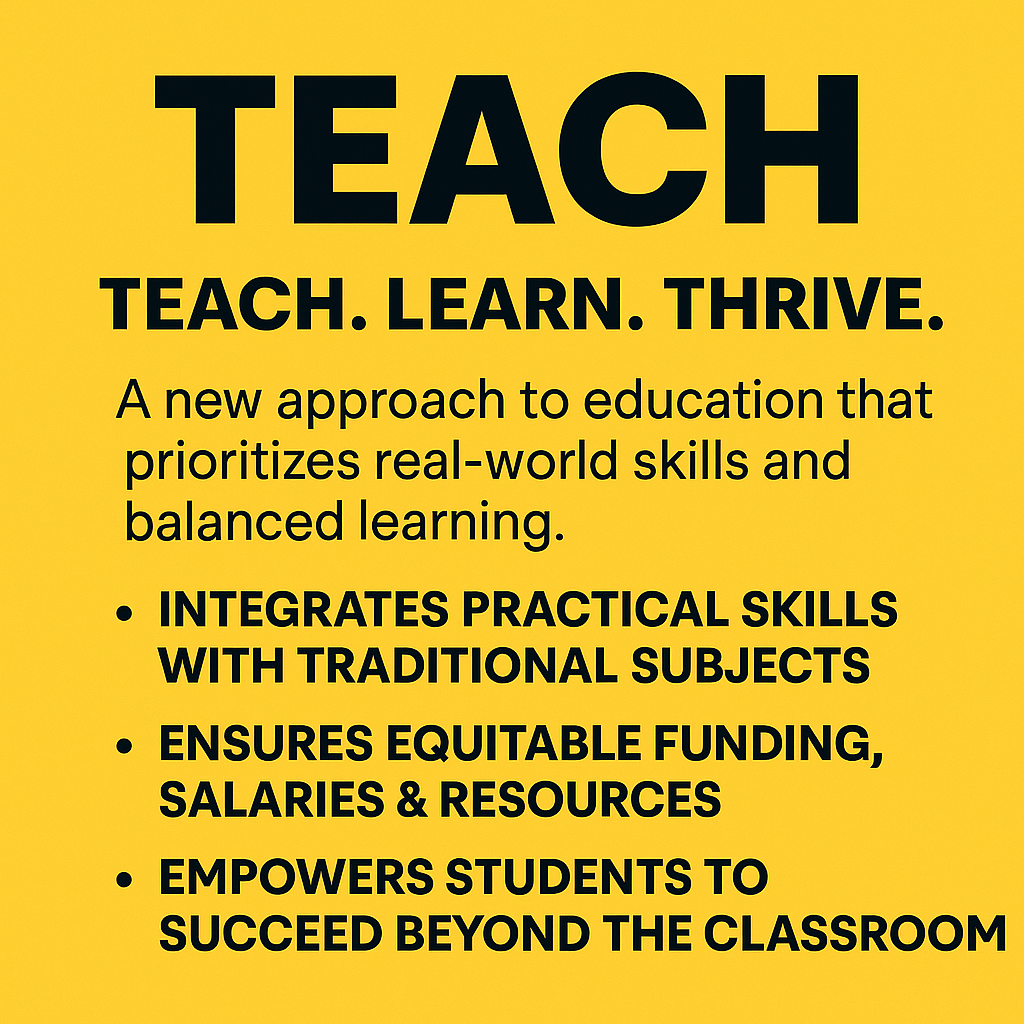 TEACH
TEACH. LEARN. THRIVE.
A new approach to education that
prioritizes real-world skills and
balanced learning.
• INTEGRATES PRACTICAL SKILLS
WITH TRADITIONAL SUBJECTS
• ENSURES EQUITABLE FUNDING,
SALARIES & RESOURCES
• EMPOWERS STUDENTS TO
SUCCEED BEYOND THE CLASSROOM